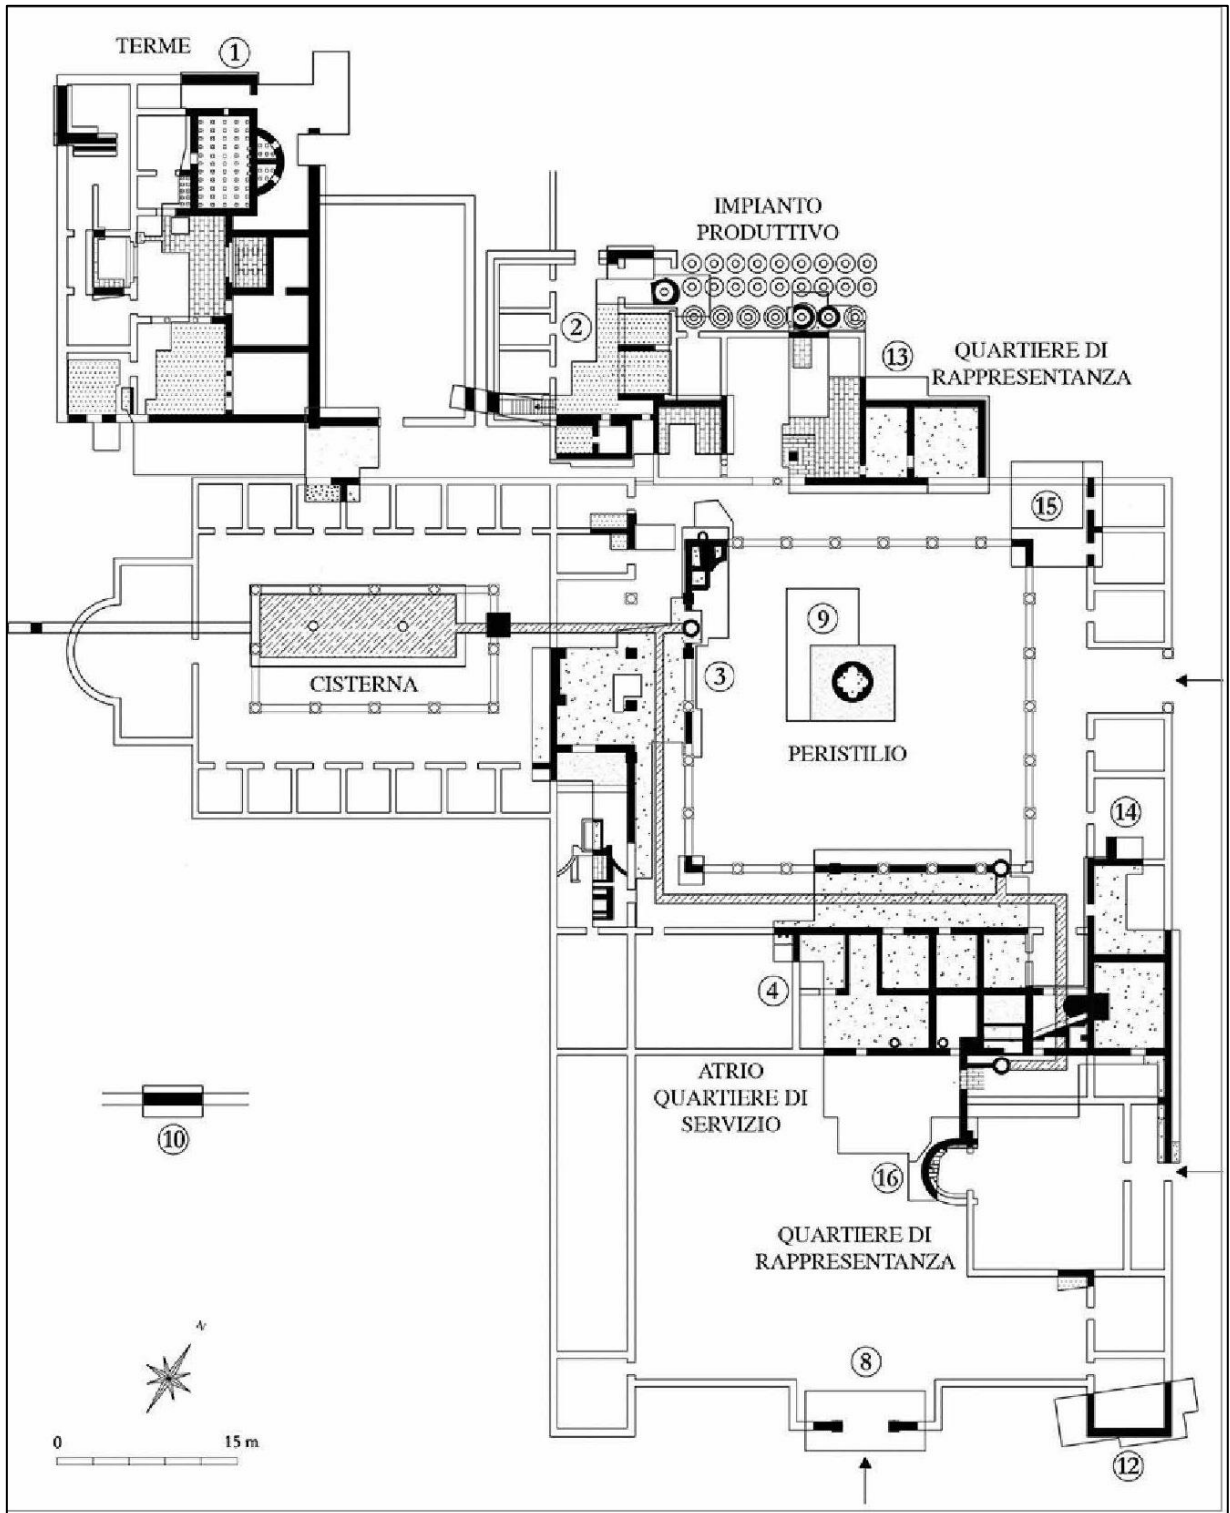 TERME
①
IMPIANTO
PRODUTTIVO
②
⑬
QUARTIERE DI
RAPPRESENTANZA
⑮
⑨
③
CISTERNA
PERISTILIO
⑭
④
ATRIO
QUARTIERE DI
SERVIZIO
⑩
⑯
QUARTIERE DI
RAPPRESENTANZA
N
⑧
0 15 m
⑫